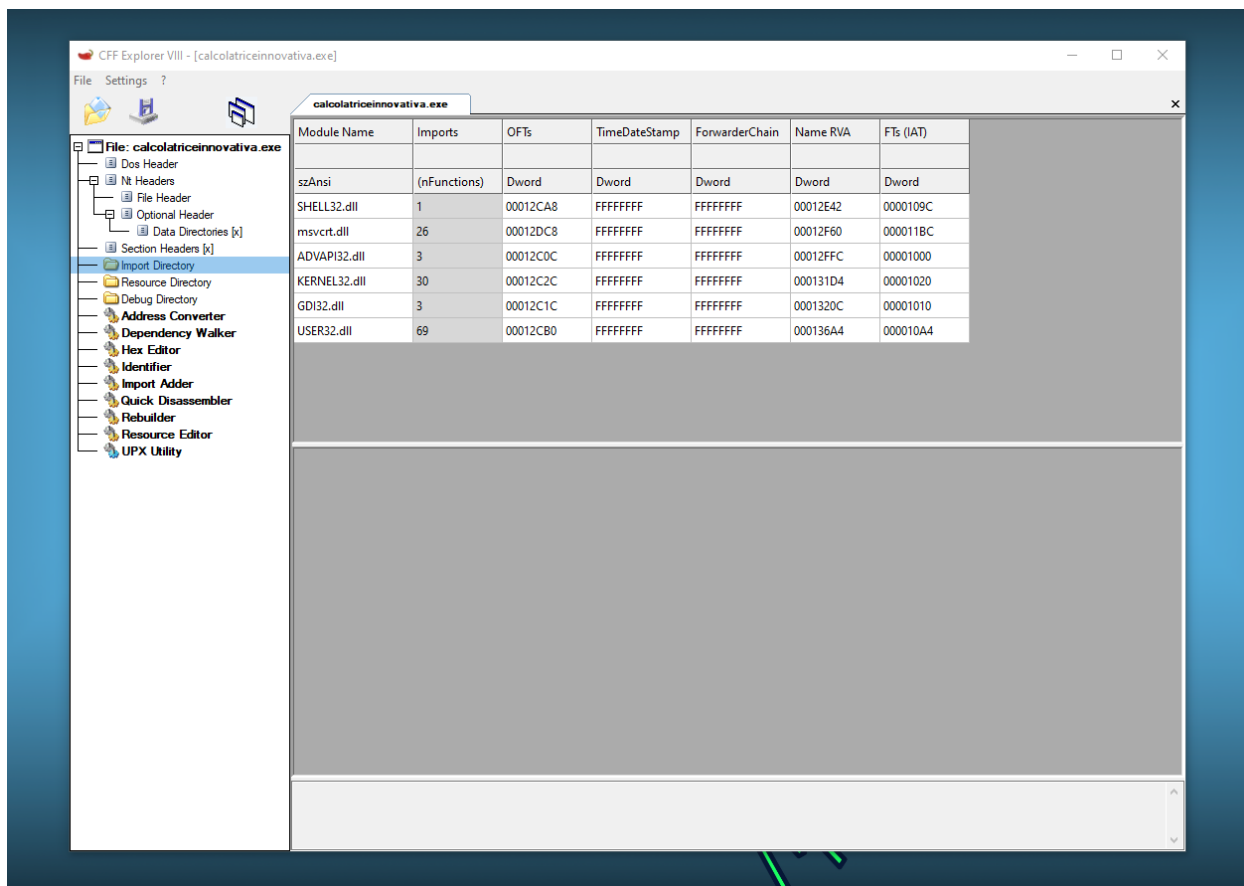 CFF Explorer VIII - [calcolatriceinnovativa.exe]
File Settings ?
calcolatriceinnovativa.exe
File: calcolatriceinnovativa.exe
Dos Header
Nt Headers
File Header
Optional Header
Data Directories [x]
Section Headers [x]
Import Directory
Resource Directory
Debug Directory
Address Converter
Dependency Walker
Hex Editor
Identifier
Import Adder
Quick Disassembler
Rebuilder
Resource Editor
UPX Utility
Module Name Imports OFTs TimeDateStamp ForwarderChain Name RVA FTs (IAT)
szAnsi (nFunctions) Dword Dword Dword Dword Dword
SHELL32.dll 1 00012CA8 FFFFFFFF FFFFFFFF 00012E42 0000109C
msvcrt.dll 26 00012DC8 FFFFFFFF FFFFFFFF 00012F60 000011BC
ADVAPI32.dll 3 00012C0C FFFFFFFF FFFFFFFF 00012FFC 00001000
KERNEL32.dll 30 00012C2C FFFFFFFF FFFFFFFF 000131D4 00001020
GDI32.dll 3 00012C1C FFFFFFFF FFFFFFFF 0001320C 00001010
USER32.dll 69 00012CB0 FFFFFFFF FFFFFFFF 000136A4 000010A4